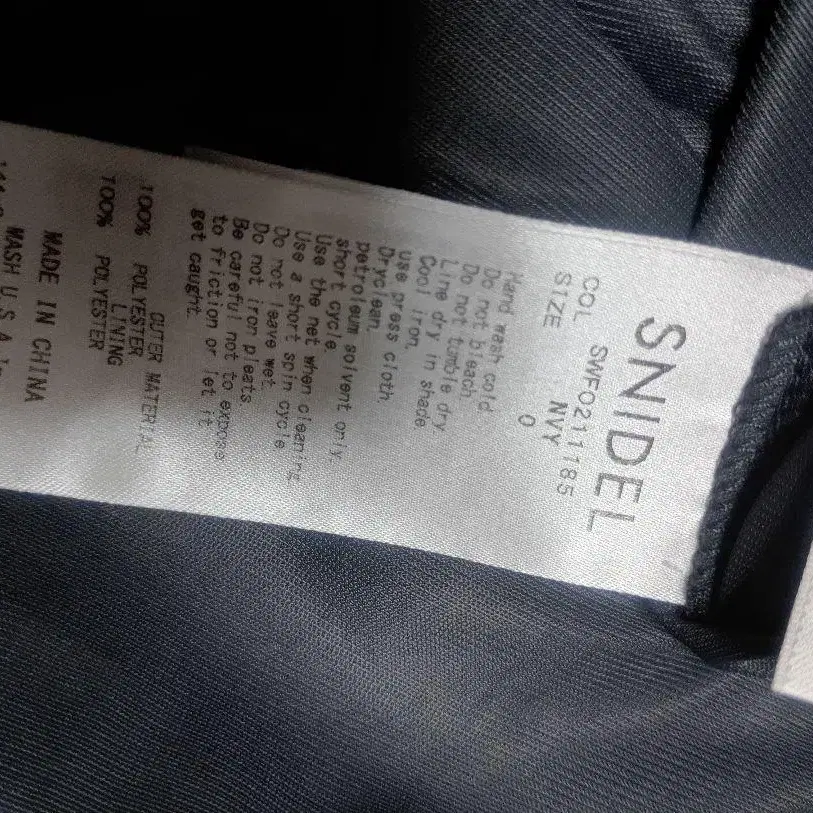 SNIDEL
SWFO211185
COL NVY
SIZE 0
Hand wash cold
Do not bleach
Do not tumble dry
Line dry in shade.
Cool iron.
use press cloth
Dryclean.
petroleum solvent only.
short cycle.
Use the net when cleaning
Use a short spin cycle
Do not leave wet.
Do not iron pleats.
Be careful not to expose
to friction or let it
get caught.
OUTER MATERIAL
100% POLYESTER
LINING
100% POLYESTER
MADE IN CHINA
WASH U S A